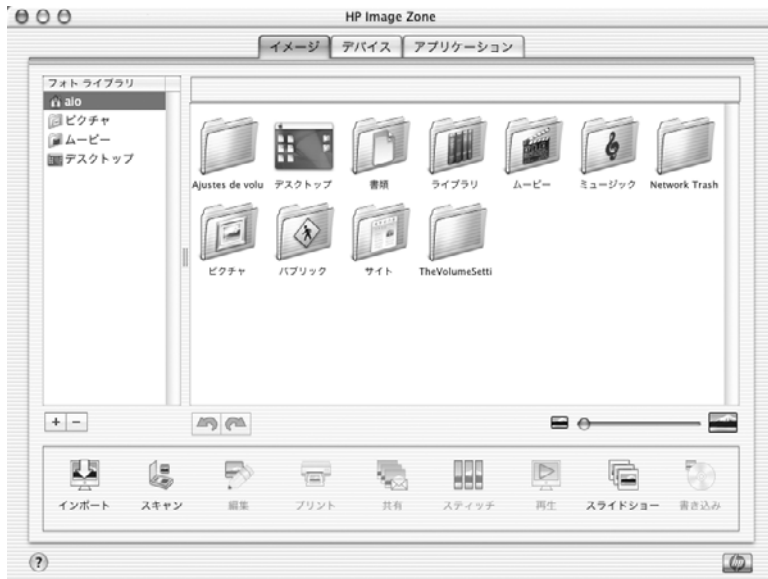 HP Image Zone
イメージ デバイス アプリケーション
フォト ライブラリ
aio
ピクチャ
ムービー
デスクトップ
Ajustes de volu デスクトップ 書類 ライブラリ ムービー ミュージック Network Trash
ピクチャ パブリック サイト TheVolumeSetti
インポート スキャン 編集 プリント 共有 スティッチ 再生 スライドショー 書き込み
?
hp